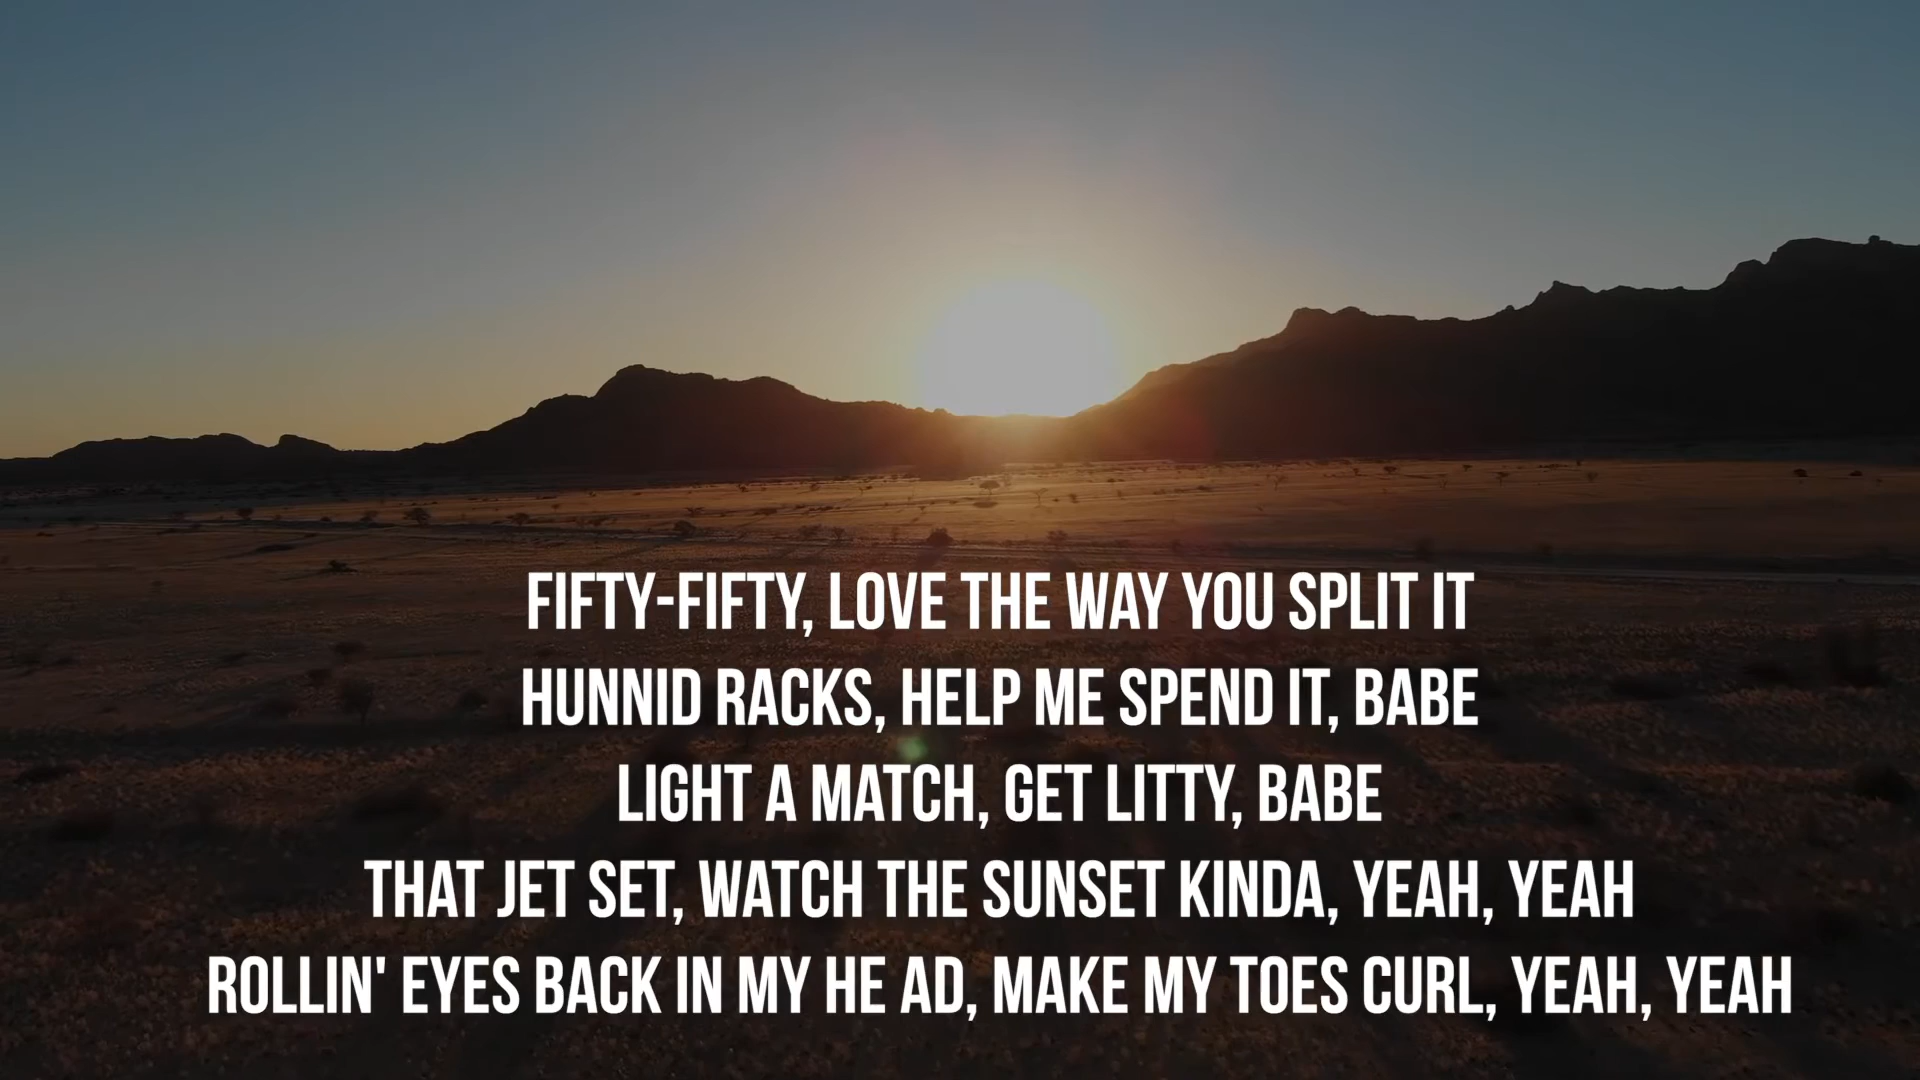 FIFTY-FIFTY, LOVE THE WAY YOU SPLIT IT
HUNNID RACKS, HELP ME SPEND IT, BABE
LIGHT A MATCH, GET LITTY, BABE
THAT JET SET, WATCH THE SUNSET KINDA, YEAH, YEAH
ROLLIN' EYES BACK IN MY HE AD, MAKE MY TOES CURL, YEAH, YEAH